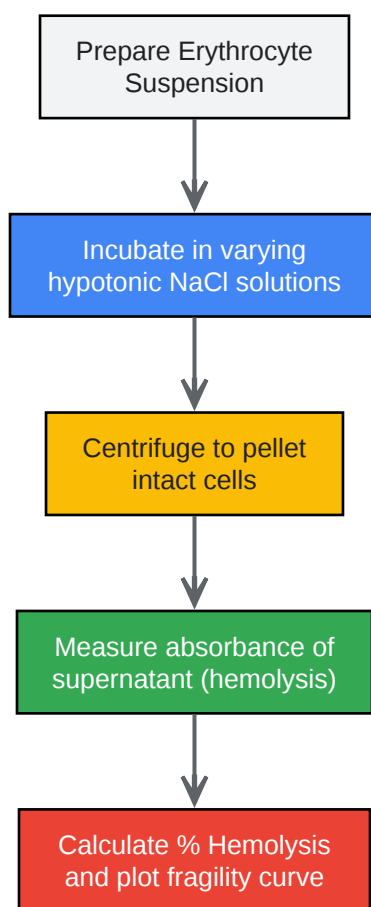 Prepare Erythrocyte
Suspension
Incubate in varying
hypotonic NaCl solutions
Centrifuge to pellet
intact cells
Measure absorbance of
supernatant (hemolysis)
Calculate % Hemolysis
and plot fragility curve